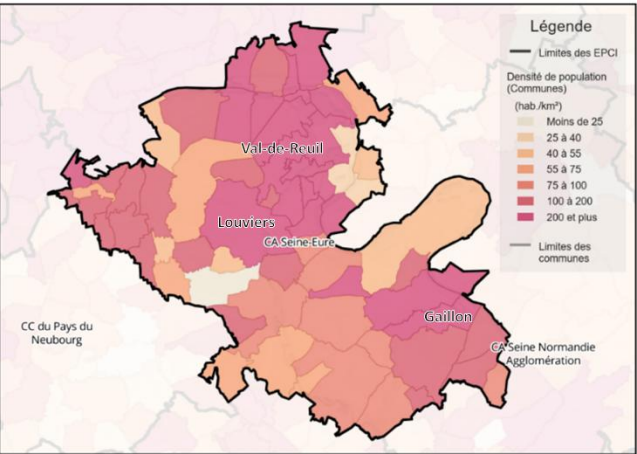 Légende
Limites des EPCI
Densité de population
(Communes)
(hab./km²)
Moins de 25
25 à 40
40 à 55
55 à 75
75 à 100
100 à 200
200 et plus
Limites des
communes
Val-de-Reuil
Louviers
CA Seine-Eure
Gaillon
CC du Pays du
Neubourg
CA Seine Normandie
Agglomération